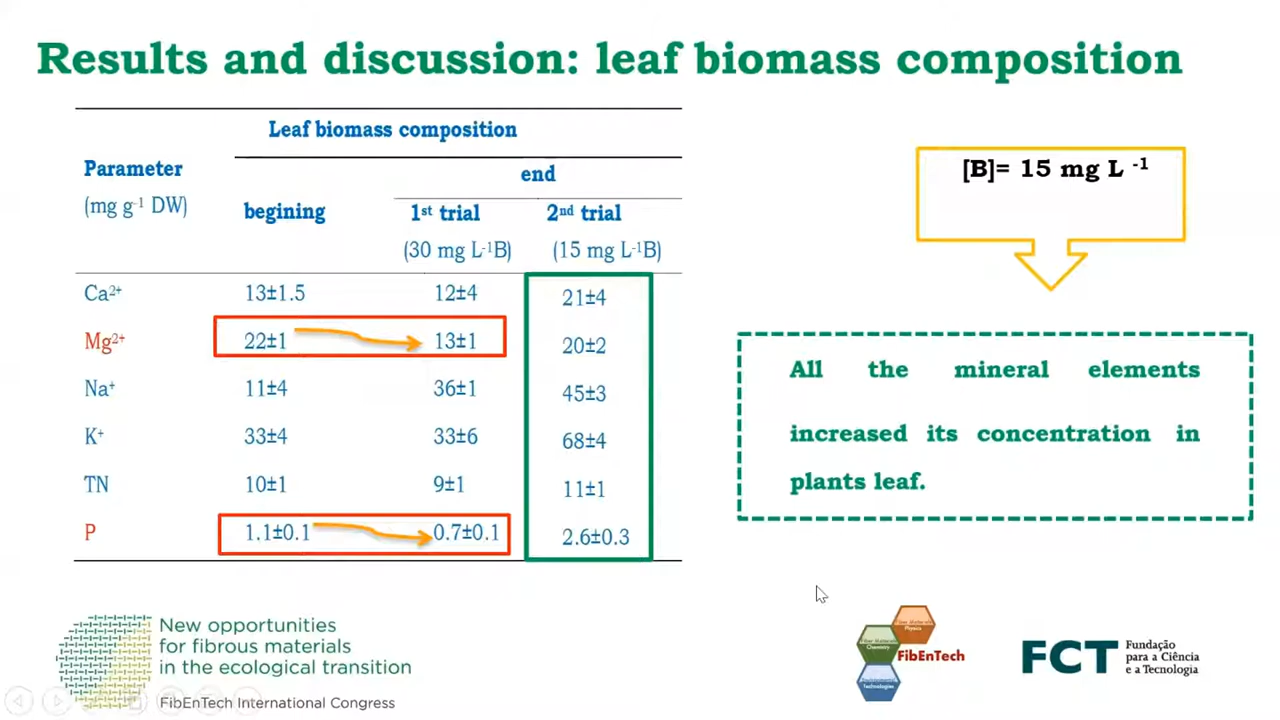 Results and discussion: leaf biomass composition
Leaf biomass composition
Parameter
(mg g⁻¹ DW)
begining
end
1ˢᵗ trial
(30 mg L⁻¹B)
2ⁿᵈ trial
(15 mg L⁻¹B)
Ca²⁺ 13±1.5 12±4 21±4
Mg²⁺ 22±1 13±1 20±2
Na⁺ 11±4 36±1 45±3
K⁺ 33±4 33±6 68±4
TN 10±1 9±1 11±1
P 1.1±0.1 0.7±0.1 2.6±0.3
[B]= 15 mg L ⁻¹
All the mineral elements
increased its concentration in
plants leaf.
New opportunities
for fibrous materials
in the ecological transition
FibEnTech International Congress
Physics
Chemistry
FibEnTech
Technologies
FCT
Fundação
para a Ciência
e a Tecnologia